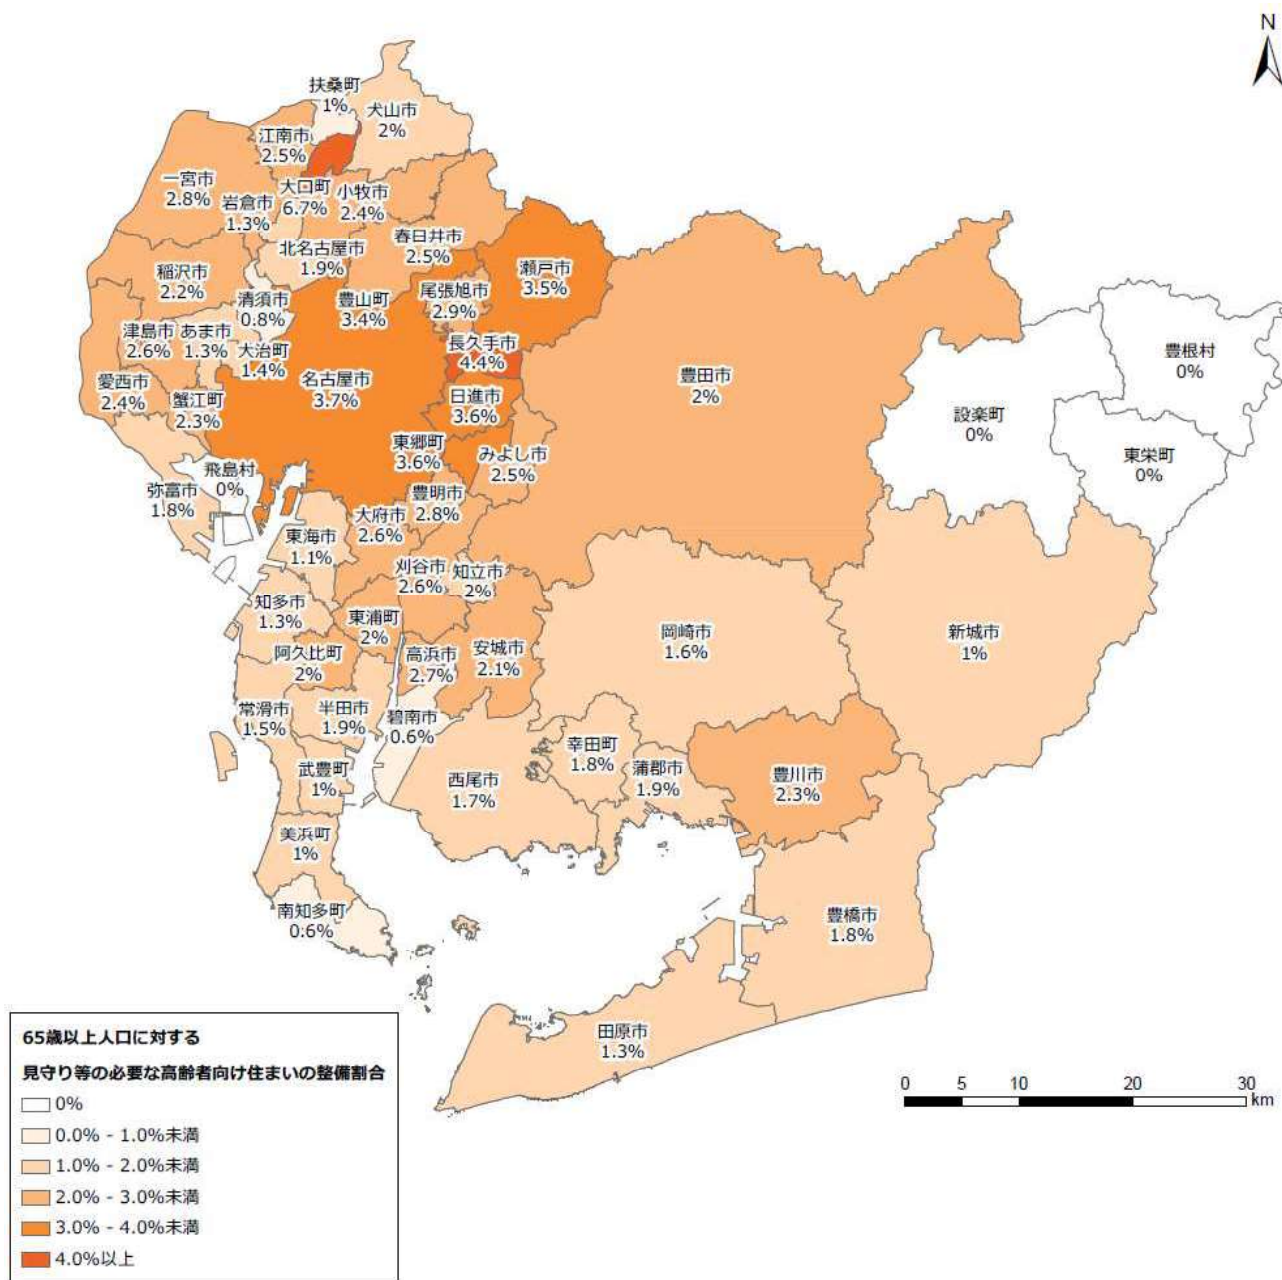 N
扶桑町
1%
犬山市
2%
江南市
2.5%
一宮市
2.8%
岩倉市
1.3%
大口町
6.7%
小牧市
2.4%
春日井市
2.5%
北名古屋市
1.9%
瀬戸市
3.5%
稲沢市
2.2%
清須市
0.8%
豊山町
3.4%
尾張旭市
2.9%
津島市
2.6%
あま市
1.3%
大治町
1.4%
長久手市
4.4%
豊根村
0%
愛西市
2.4%
蟹江町
2.3%
名古屋市
3.7%
日進市
3.6%
豊田市
2%
設楽町
0%
東栄町
0%
東郷町
3.6%
みよし市
2.5%
飛島村
0%
弥富市
1.8%
豊明市
2.8%
大府市
2.6%
東海市
1.1%
刈谷市
2.6%
知立市
2%
知多市
1.3%
東浦町
2%
岡崎市
1.6%
新城市
1%
阿久比町
2%
高浜市
2.7%
安城市
2.1%
常滑市
1.5%
半田市
1.9%
碧南市
0.6%
幸田町
1.8%
蒲郡市
1.9%
豊川市
2.3%
武豊町
1%
西尾市
1.7%
美浜町
1%
南知多町
0.6%
豊橋市
1.8%
田原市
1.3%
65歳以上人口に対する
見守り等の必要な高齢者向け住まいの整備割合
0%
0.0% - 1.0%未満
1.0% - 2.0%未満
2.0% - 3.0%未満
3.0% - 4.0%未満
4.0%以上
0 5 10 20 30
km